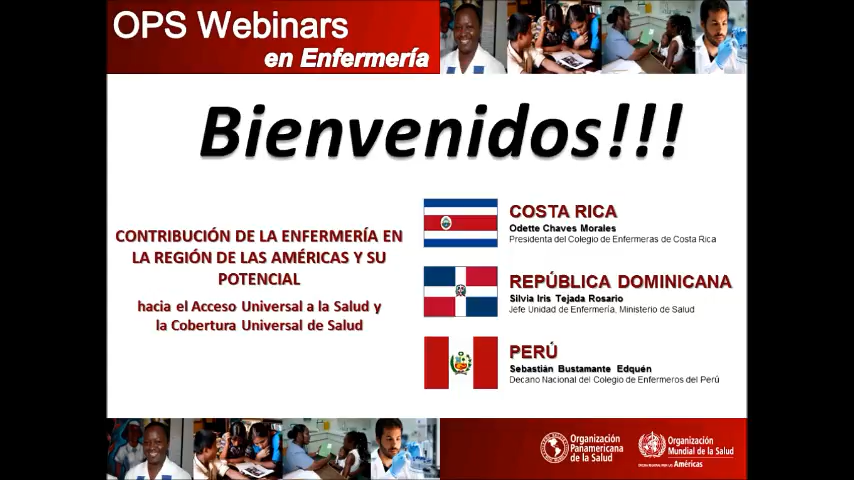 OPS Webinars
en Enfermería
Bienvenidos!!!
CONTRIBUCIÓN DE LA ENFERMERÍA EN
LA REGIÓN DE LAS AMÉRICAS Y SU
POTENCIAL
hacia el Acceso Universal a la Salud y
la Cobertura Universal de Salud
COSTA RICA
Odette Chaves Morales
Presidenta del Colegio de Enfermeras de Costa Rica
REPÚBLICA DOMINICANA
Silvia Iris Tejada Rosario
Jefe Unidad de Enfermería, Ministerio de Salud
PERÚ
Sebastián Bustamante Edquén
Decano Nacional del Colegio de Enfermeros del Perú
Organización
Panamericana
de la Salud
Organización
Mundial de la Salud
Américas